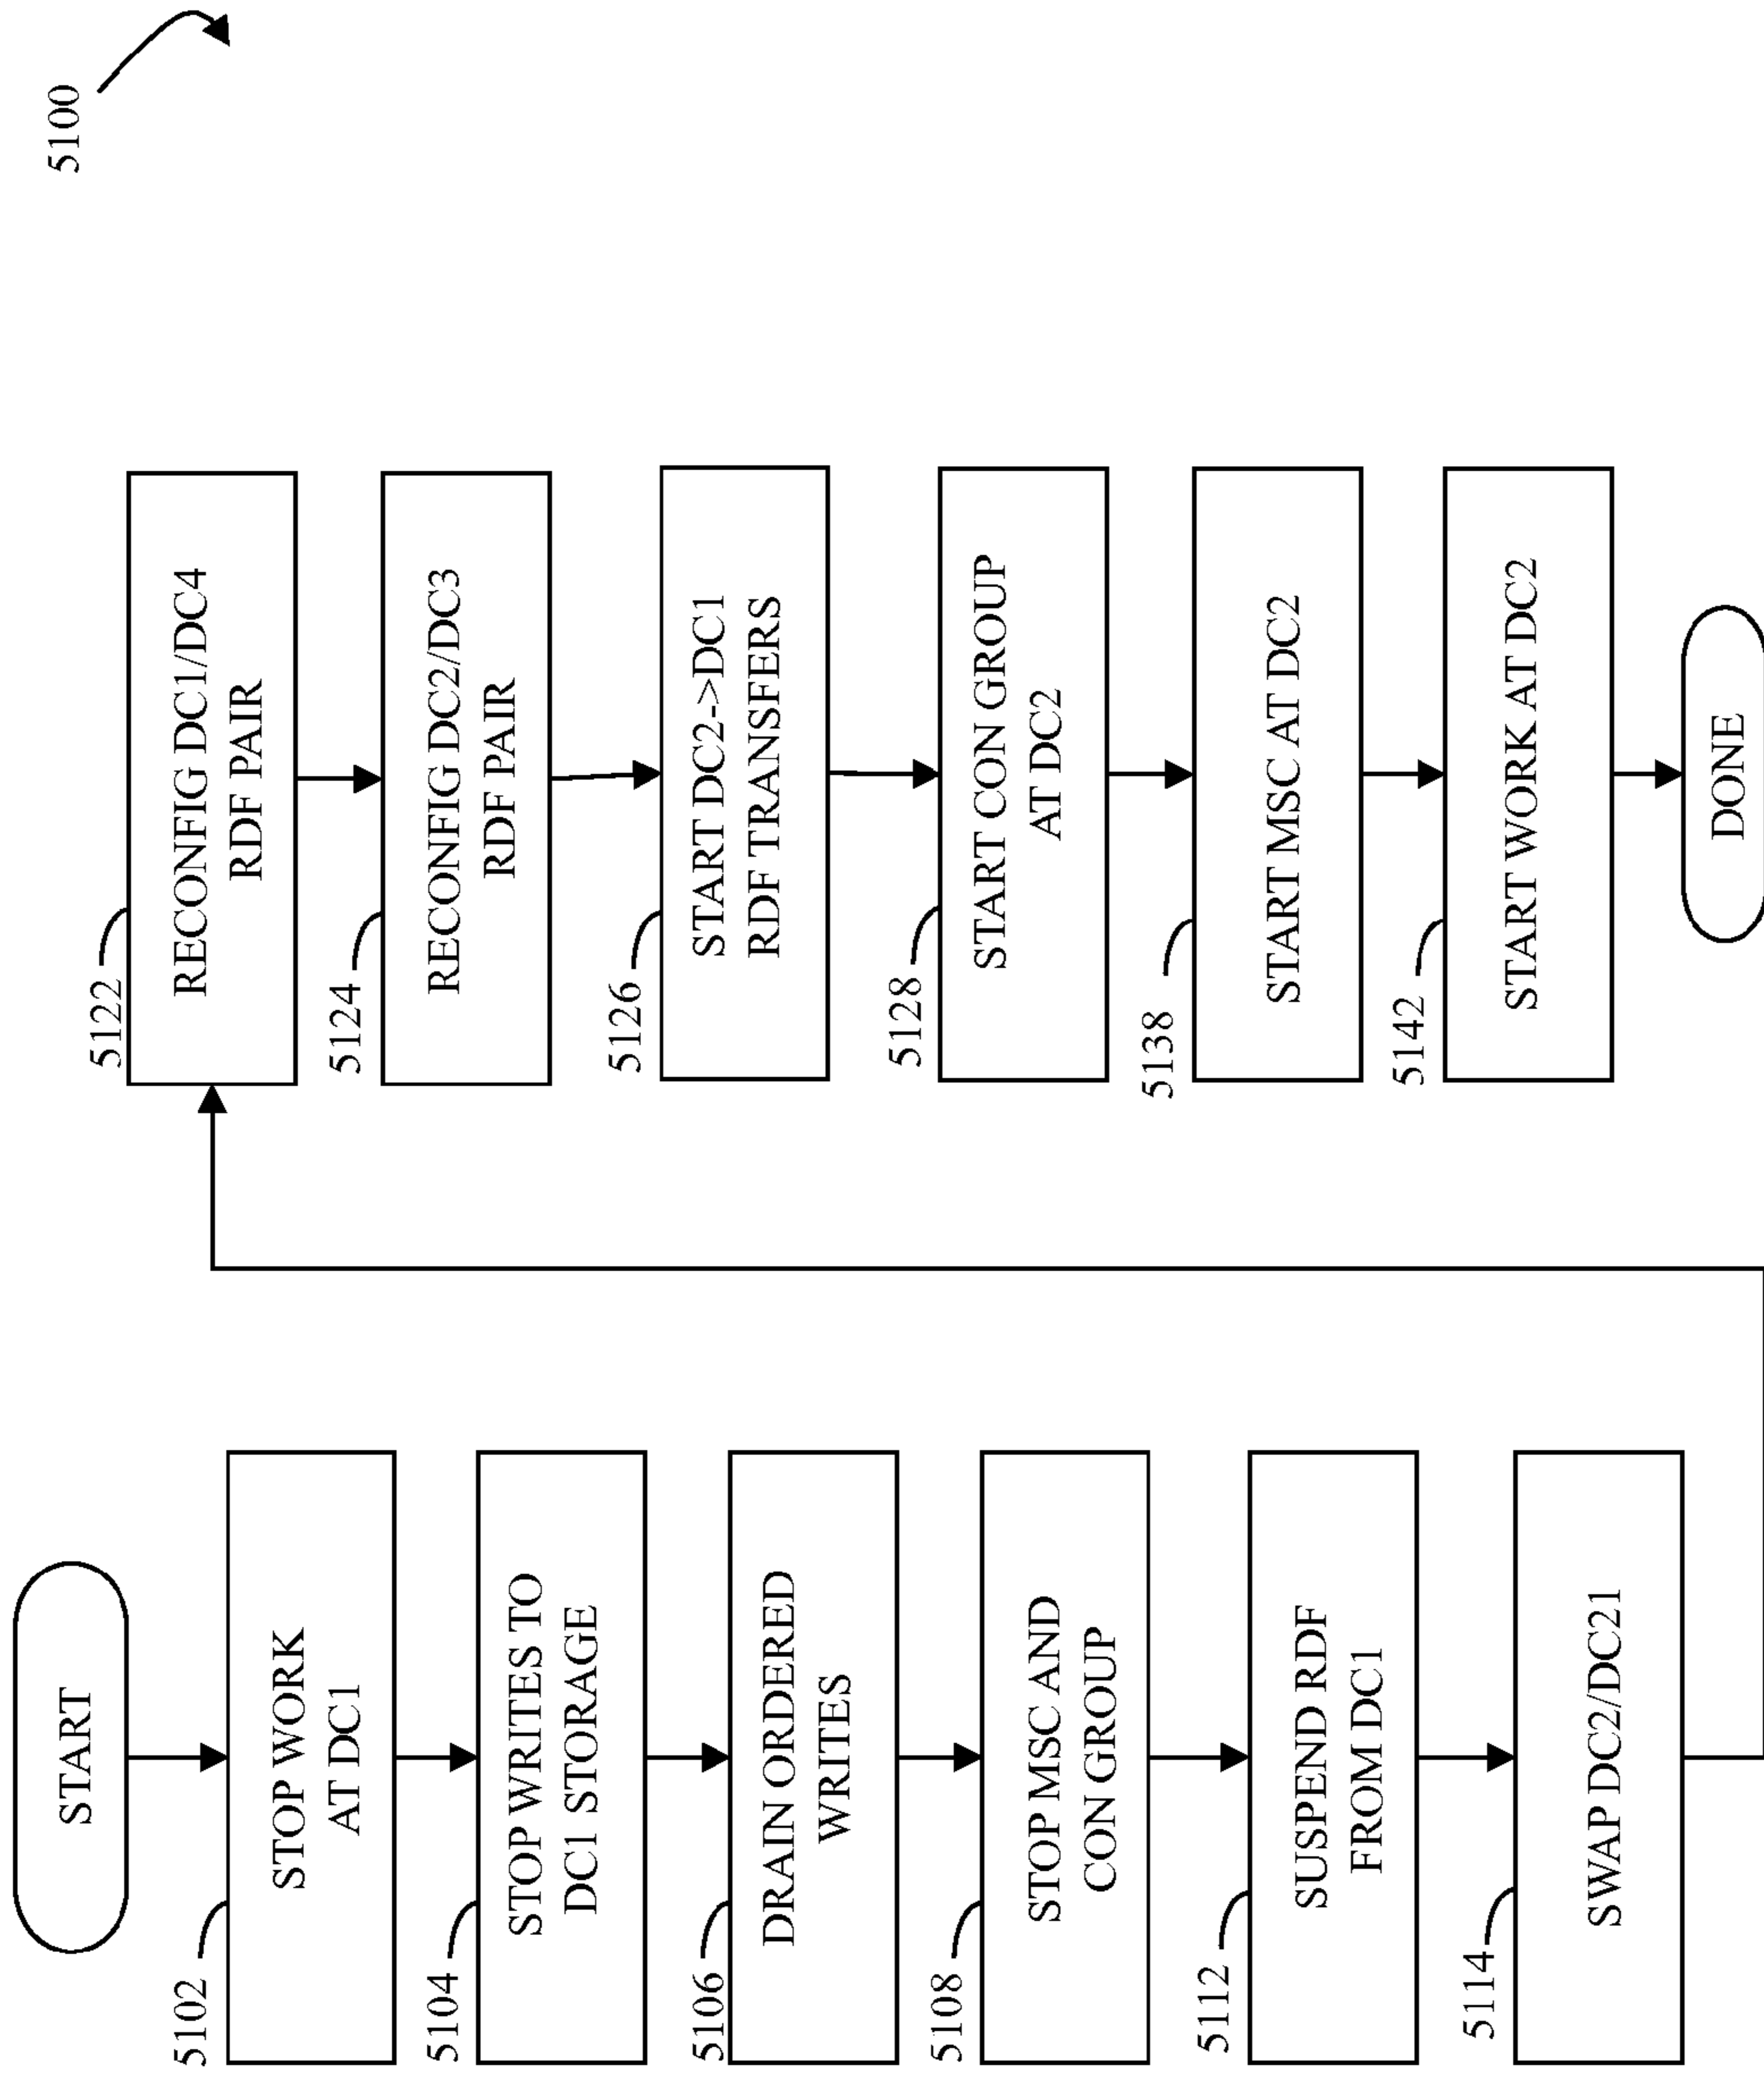 5100
START
5102
STOP WORK
AT DC1
5104
STOP WRITES TO
DC1 STORAGE
5106
DRAIN ORDERED
WRITES
5108
STOP MSC AND
CON GROUP
5112
SUSPEND RDF
FROM DC1
5114
SWAP DC2/DC21
5122
RECONFIG DC1/DC4
RDF PAIR
5124
RECONFIG DC2/DC3
RDF PAIR
5126
START DC2->DC1
RDF TRANSFERS
5128
START CON GROUP
AT DC2
5138
START MSC AT DC2
5142
START WORK AT DC2
DONE